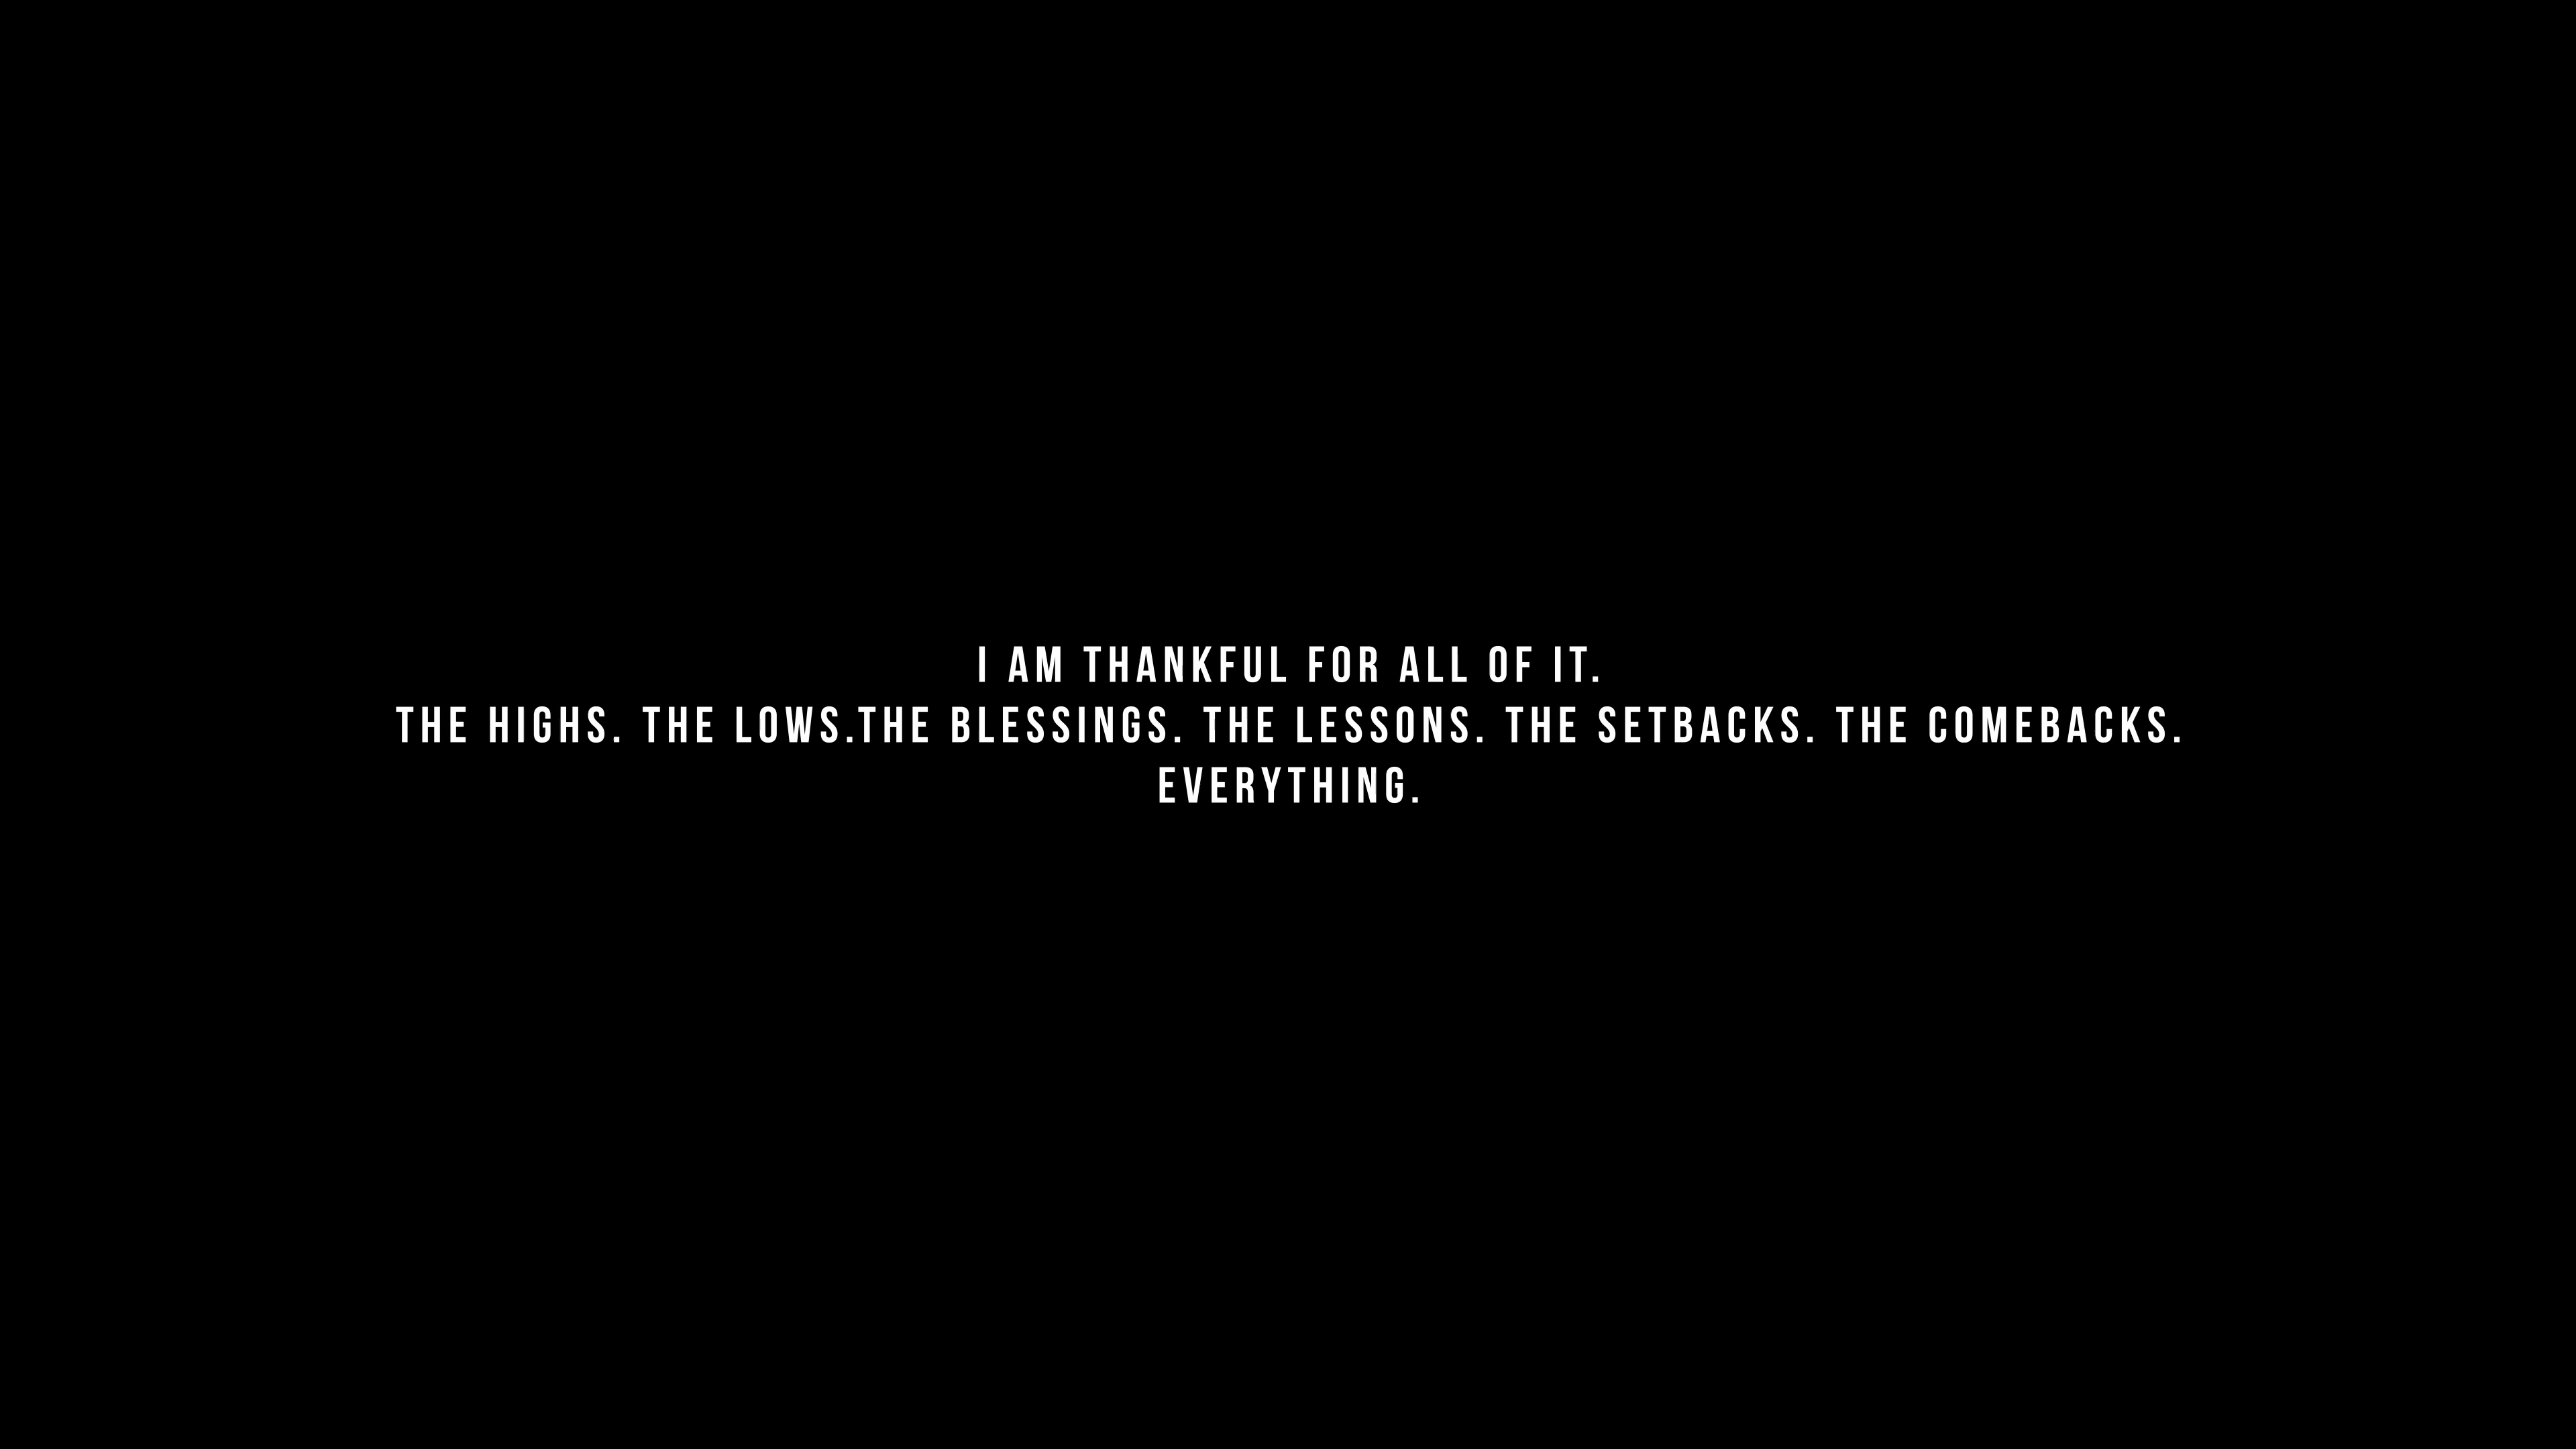 I AM THANKFUL FOR ALL OF IT.
THE HIGHS. THE LOWS.THE BLESSINGS. THE LESSONS. THE SETBACKS. THE COMEBACKS.
EVERYTHING.